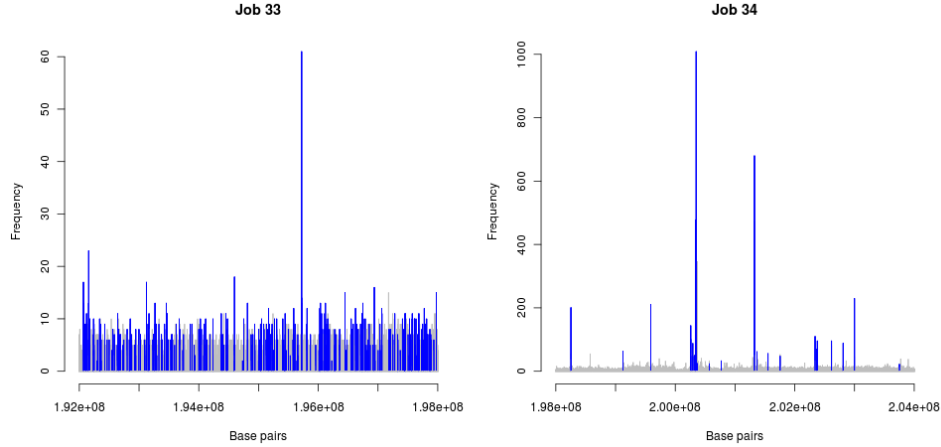 Job 33
Frequency
0
10
20
30
40
50
60
1.92e+08
1.94e+08
1.96e+08
1.98e+08
Base pairs
Job 34
Frequency
0
200
400
600
800
1000
1.98e+08
2.00e+08
2.02e+08
2.04e+08
Base pairs